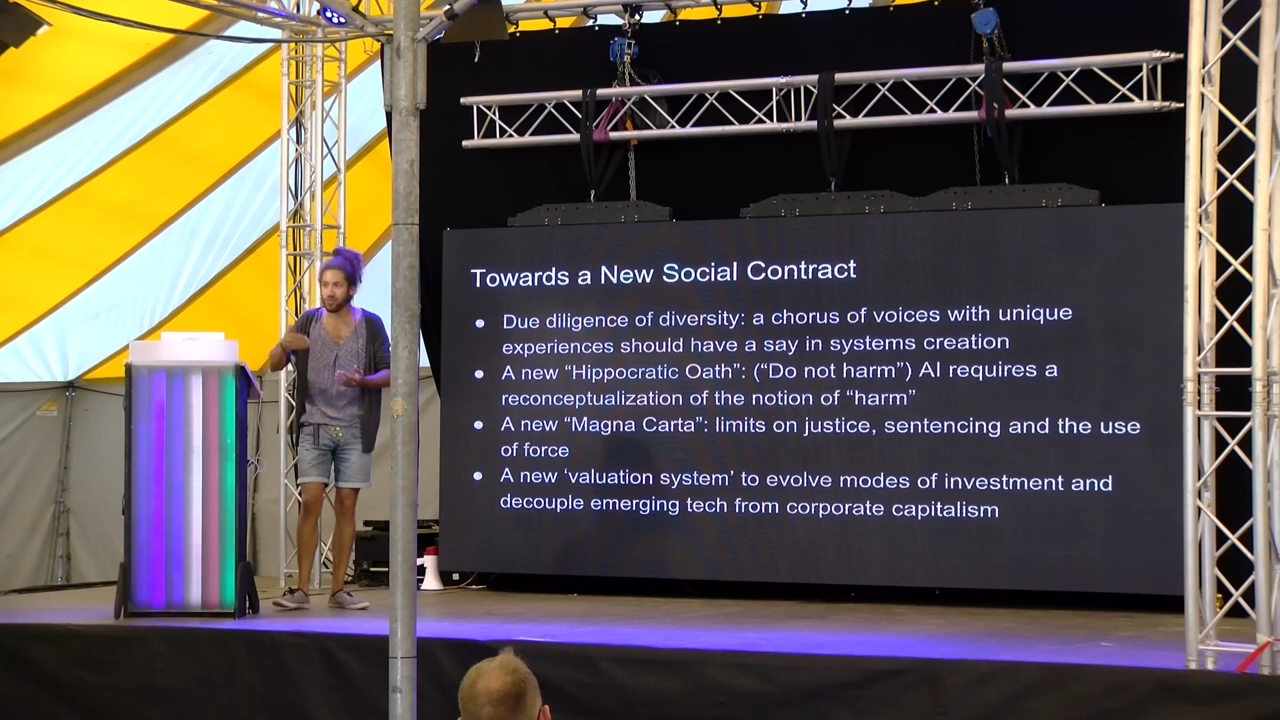 Towards a New Social Contract
● Due diligence of diversity: a chorus of voices with unique
experiences should have a say in systems creation
● A new “Hippocratic Oath”: (“Do not harm”) AI requires a
reconceptualization of the notion of “harm”
● A new “Magna Carta”: limits on justice, sentencing and the use
of force
● A new ‘valuation system’ to evolve modes of investment and
decouple emerging tech from corporate capitalism